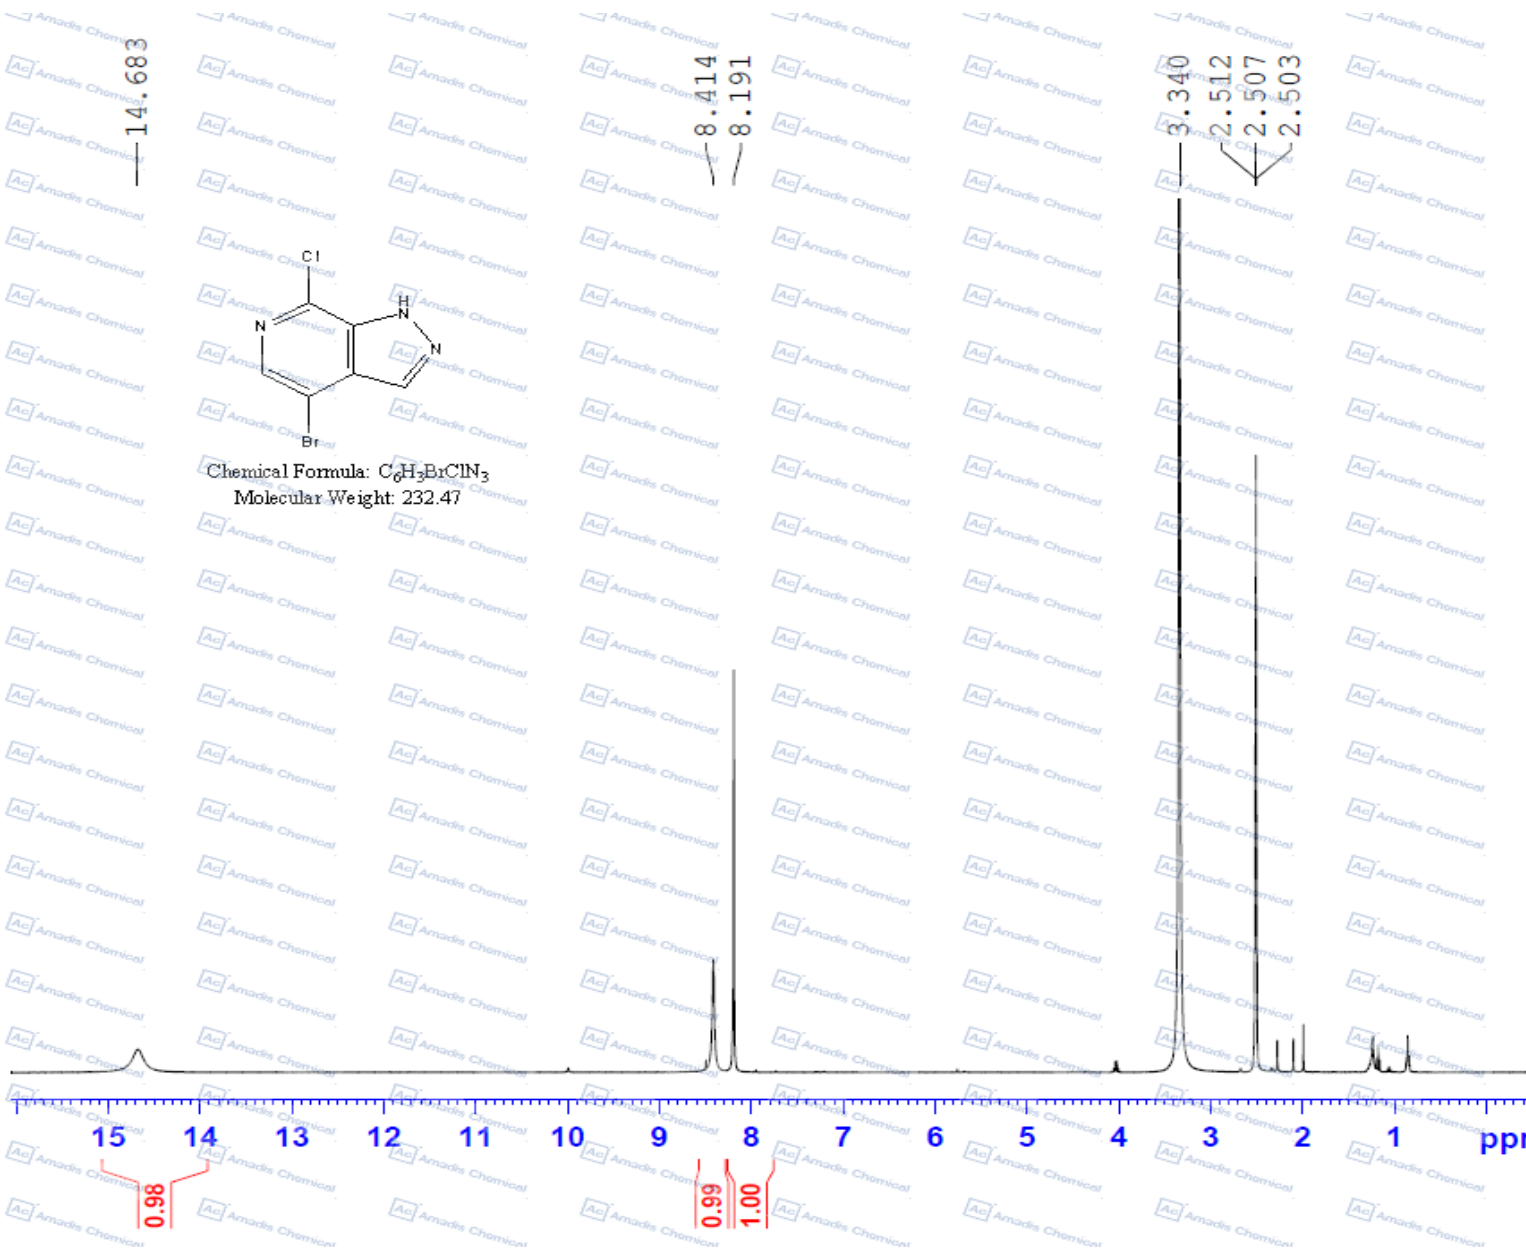 14.683
8.414
8.191
3.340
2.512
2.507
2.503
Cl
H
N
N
N
Br
Chemical Formula: C6H3BrClN3
Molecular Weight: 232.47
15 14 13 12 11 10 9 8 7 6 5 4 3 2 1 ppm
0.98
0.99
1.00
Ac Amadis Chemical